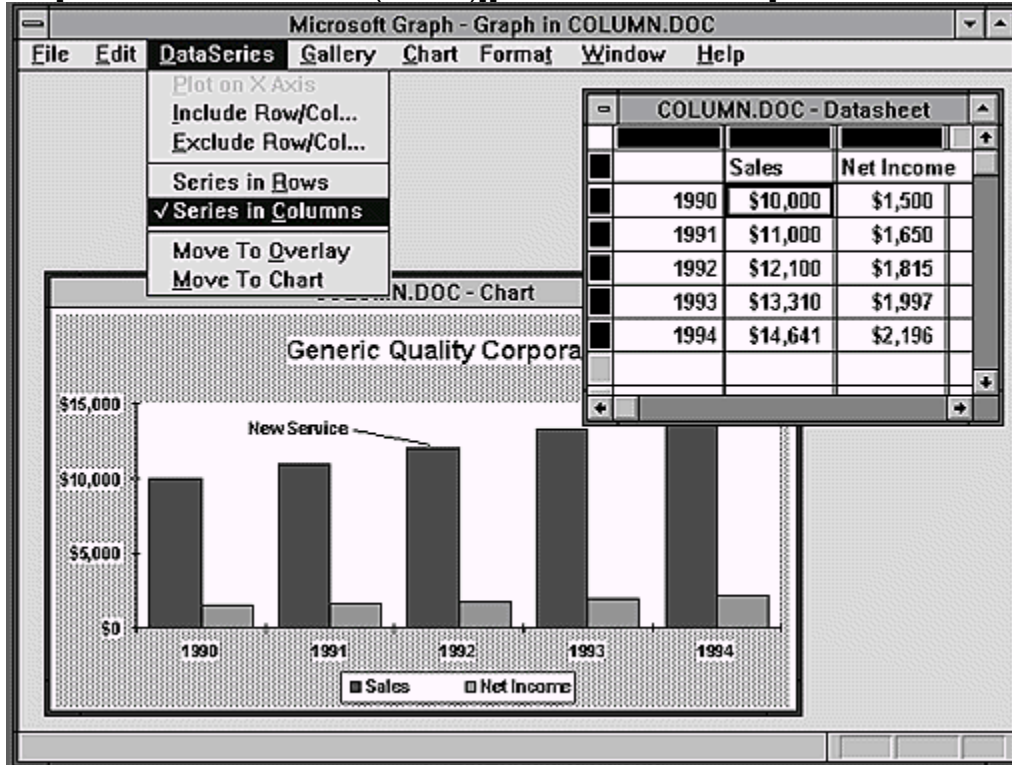 Microsoft Graph - Graph in COLUMN.DOC
File Edit DataSeries Gallery Chart Format Window Help
Plot on X Axis
Include Row/Col...
Exclude Row/Col...
Series in Rows
√ Series in Columns
Move To Overlay
Move To Chart
COLUMN.DOC - Datasheet
Sales Net Income
1990 $10,000 $1,500
1991 $11,000 $1,650
1992 $12,100 $1,815
1993 $13,310 $1,997
1994 $14,641 $2,196
N.DOC - Chart
Generic Quality Corpora
$15,000
New Service
$10,000
$5,000
$0
1990 1991 1992 1993 1994
Sales Net Income